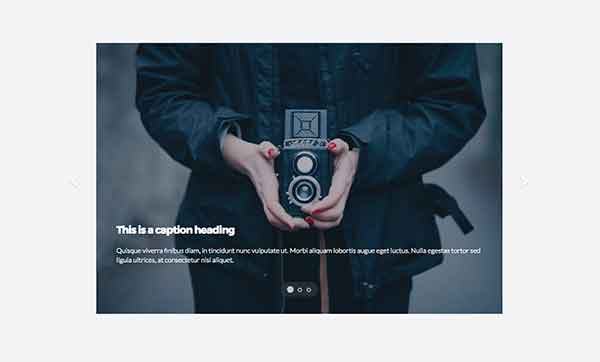 This is a caption heading
Quisque viverra finibus diam, in tincidunt nunc vulputate ut. Morbi aliquam lobortis augue eget luctus. Nulla egestas tortor sed
ligula ultrices, at consectetur nisi aliquet.